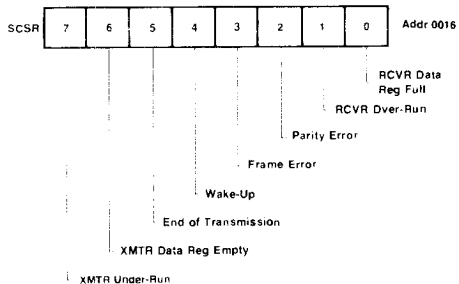 SCSR 7 6 5 4 3 2 1 0 Addr 0016
RCVR Data
Reg Full
RCVR Dver-Run
Parity Error
Frame Error
Wake-Up
End of Transmission
XMTR Data Reg Empty
XMTR Under-Run